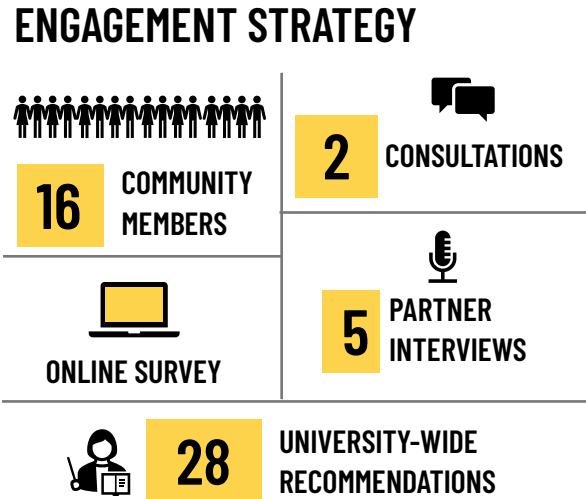 ENGAGEMENT STRATEGY
16
COMMUNITY
MEMBERS
2
CONSULTATIONS
ONLINE SURVEY
5
PARTNER
INTERVIEWS
28
UNIVERSITY-WIDE
RECOMMENDATIONS